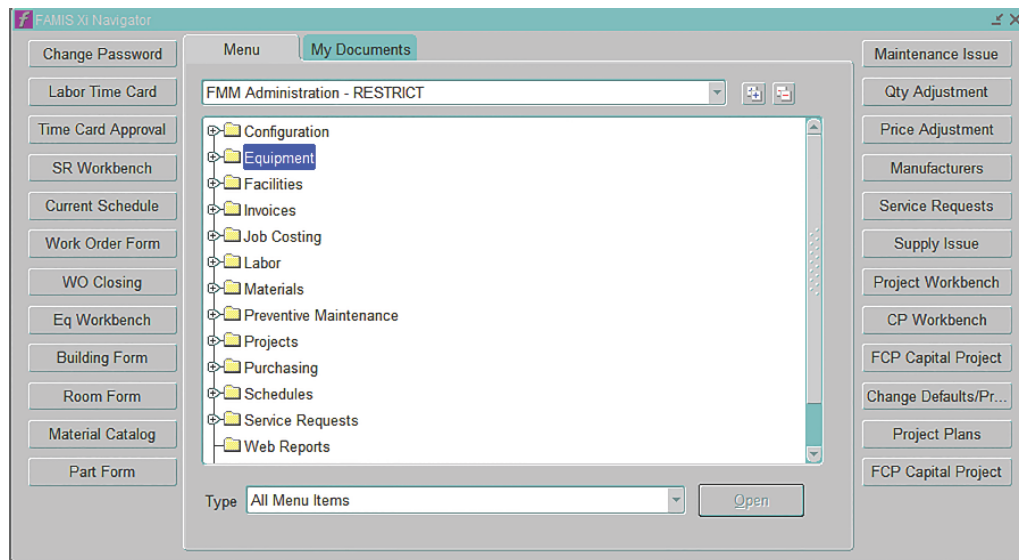 f FAMIS Xi Navigator
Change Password
Labor Time Card
Time Card Approval
SR Workbench
Current Schedule
Work Order Form
WO Closing
Eq Workbench
Building Form
Room Form
Material Catalog
Part Form
Menu
My Documents
FMM Administration - RESTRICT
Configuration
Equipment
Facilities
Invoices
Job Costing
Labor
Materials
Preventive Maintenance
Projects
Purchasing
Schedules
Service Requests
Web Reports
Type
All Menu Items
Open
Maintenance Issue
Qty Adjustment
Price Adjustment
Manufacturers
Service Requests
Supply Issue
Project Workbench
CP Workbench
FCP Capital Project
Change Defaults/Pr...
Project Plans
FCP Capital Project